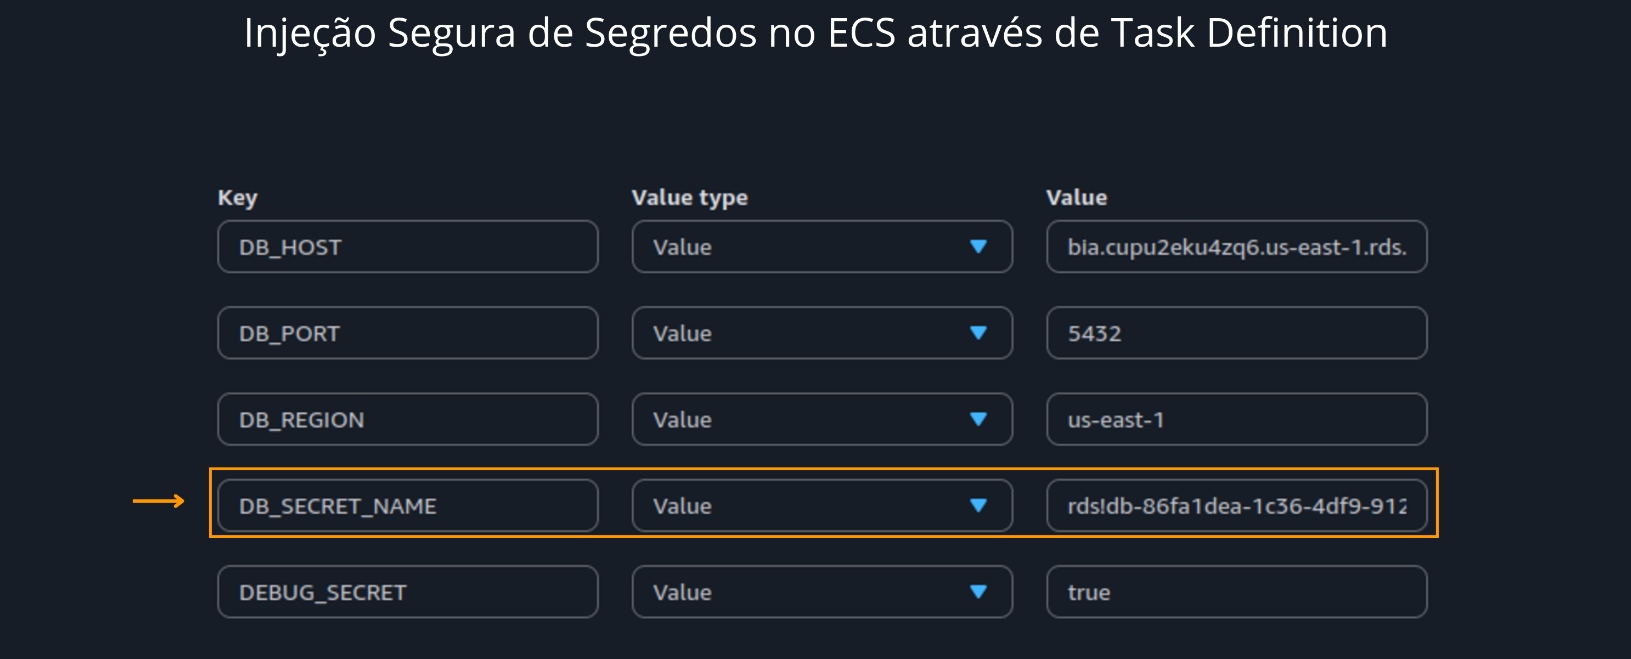 Injeção Segura de Segredos no ECS através de Task Definition
Key Value type Value
DB_HOST Value bia.cupu2eku4zq6.us-east-1.rds.
DB_PORT Value 5432
DB_REGION Value us-east-1
DB_SECRET_NAME Value rds!db-86fa1dea-1c36-4df9-912
DEBUG_SECRET Value true